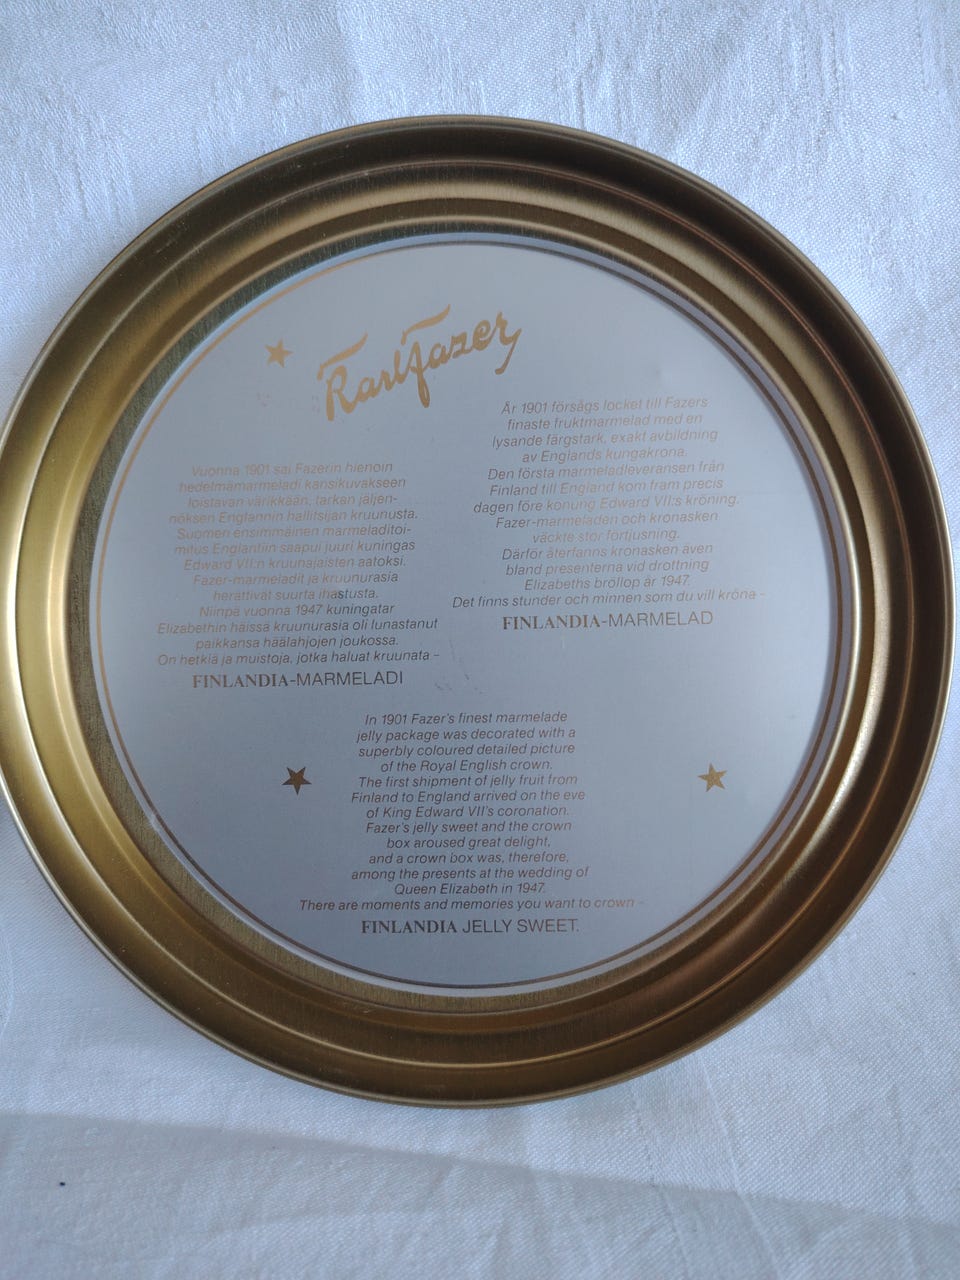 Karl Fazer
Vuonna 1901 sai Fazerin hienoin
hedelmämarmeladi kansikuvakseen
loistavan värikkään, tarkan jäljen-
nöksen Englannin hallitsijan kruunusta.
Suomen ensimmäinen marmeladitoi-
mitus Englantiin saapui juuri kuningas
Edward VII:n kruunajaisten aatoksi.
Fazer-marmeladit ja kruunurasia
herättivät suurta ihastusta.
Niinpä vuonna 1947 kuningatar
Elizabethin häissä kruunurasia oli lunastanut
paikkansa häälahjojen joukossa.
On hetkiä ja muistoja, jotka haluat kruunata –
FINLANDIA-MARMELADI
År 1901 försågs locket till Fazers
finaste fruktmarmelad med en
lysande färgstark, exakt avbildning
av Englands kungakrona.
Den första marmeladleveransen från
Finland till England kom fram precis
dagen före konung Edward VII:s kröning.
Fazer-marmeladen och kronasken
väckte stor förtjusning.
Därför återfanns kronasken även
bland presenterna vid drottning
Elizabeths bröllop år 1947.
Det finns stunder och minnen som du vill kröna –
FINLANDIA-MARMELAD
In 1901 Fazer's finest marmelade
jelly package was decorated with a
superbly coloured detailed picture
of the Royal English crown.
The first shipment of jelly fruit from
Finland to England arrived on the eve
of King Edward VII's coronation.
Fazer's jelly sweet and the crown
box aroused great delight,
and a crown box was, therefore,
among the presents at the wedding of
Queen Elizabeth in 1947.
There are moments and memories you want to crown –
FINLANDIA JELLY SWEET.